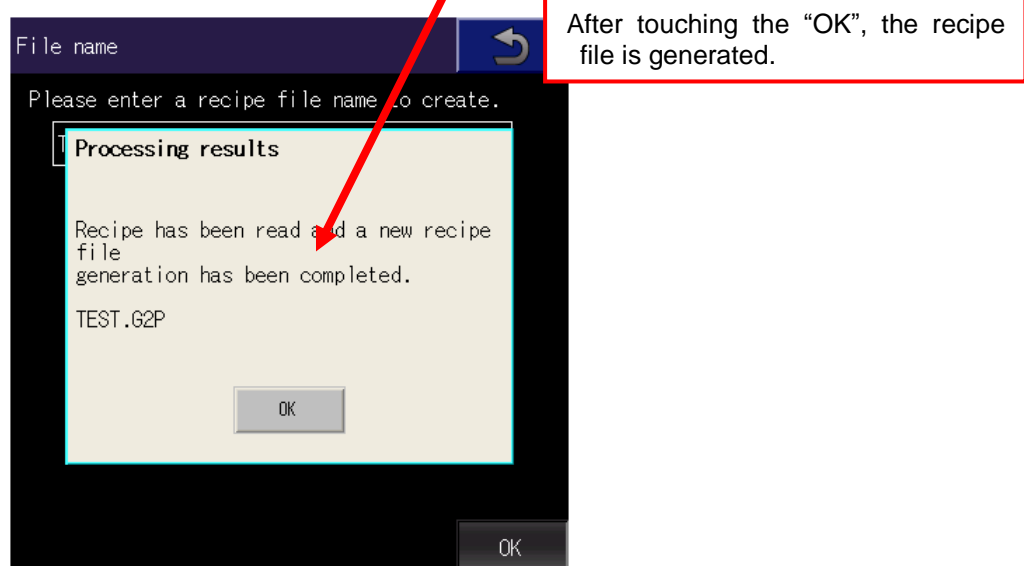 After touching the “OK”, the recipe
file is generated.
File name
Please enter a recipe file name to create.
T
Processing results
Recipe has been read and a new recipe
file
generation has been completed.
TEST.G2P
OK
OK